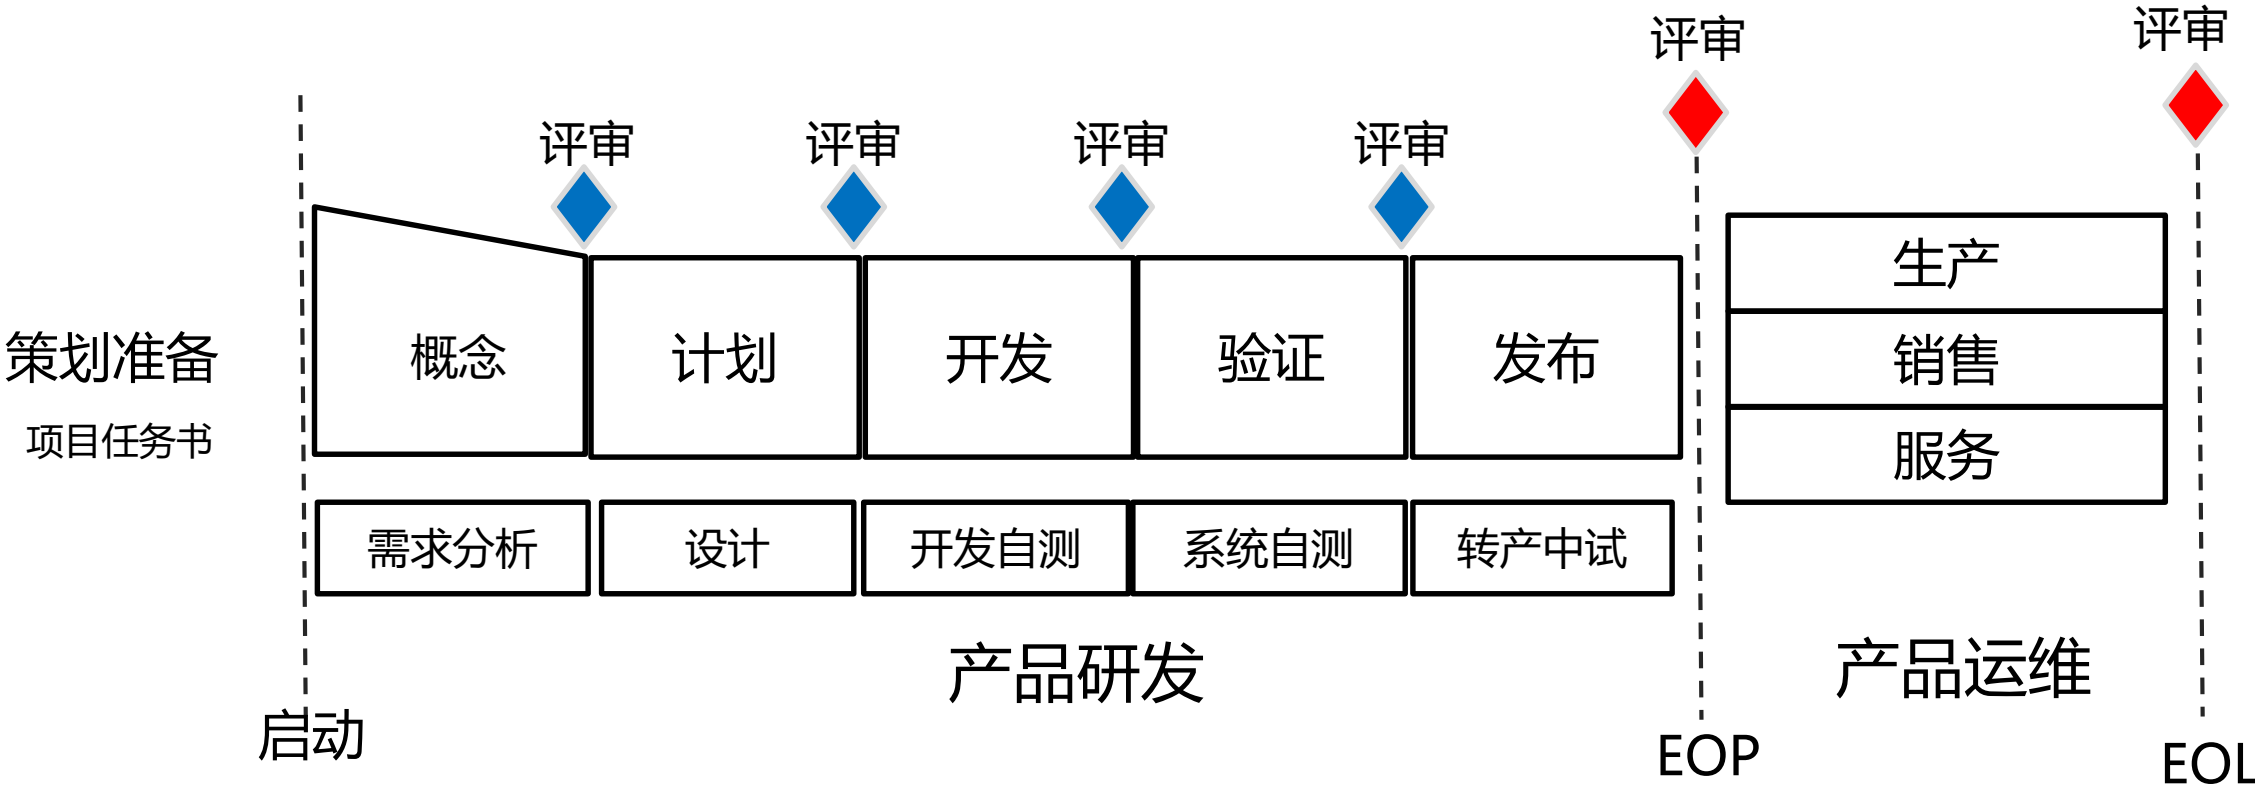 评审
评审
评审
评审
评审
评审
策划准备
项目任务书
概念
计划
开发
验证
发布
生产
销售
服务
需求分析
设计
开发自测
系统自测
转产中试
产品研发
产品运维
启动
EOP
EOL